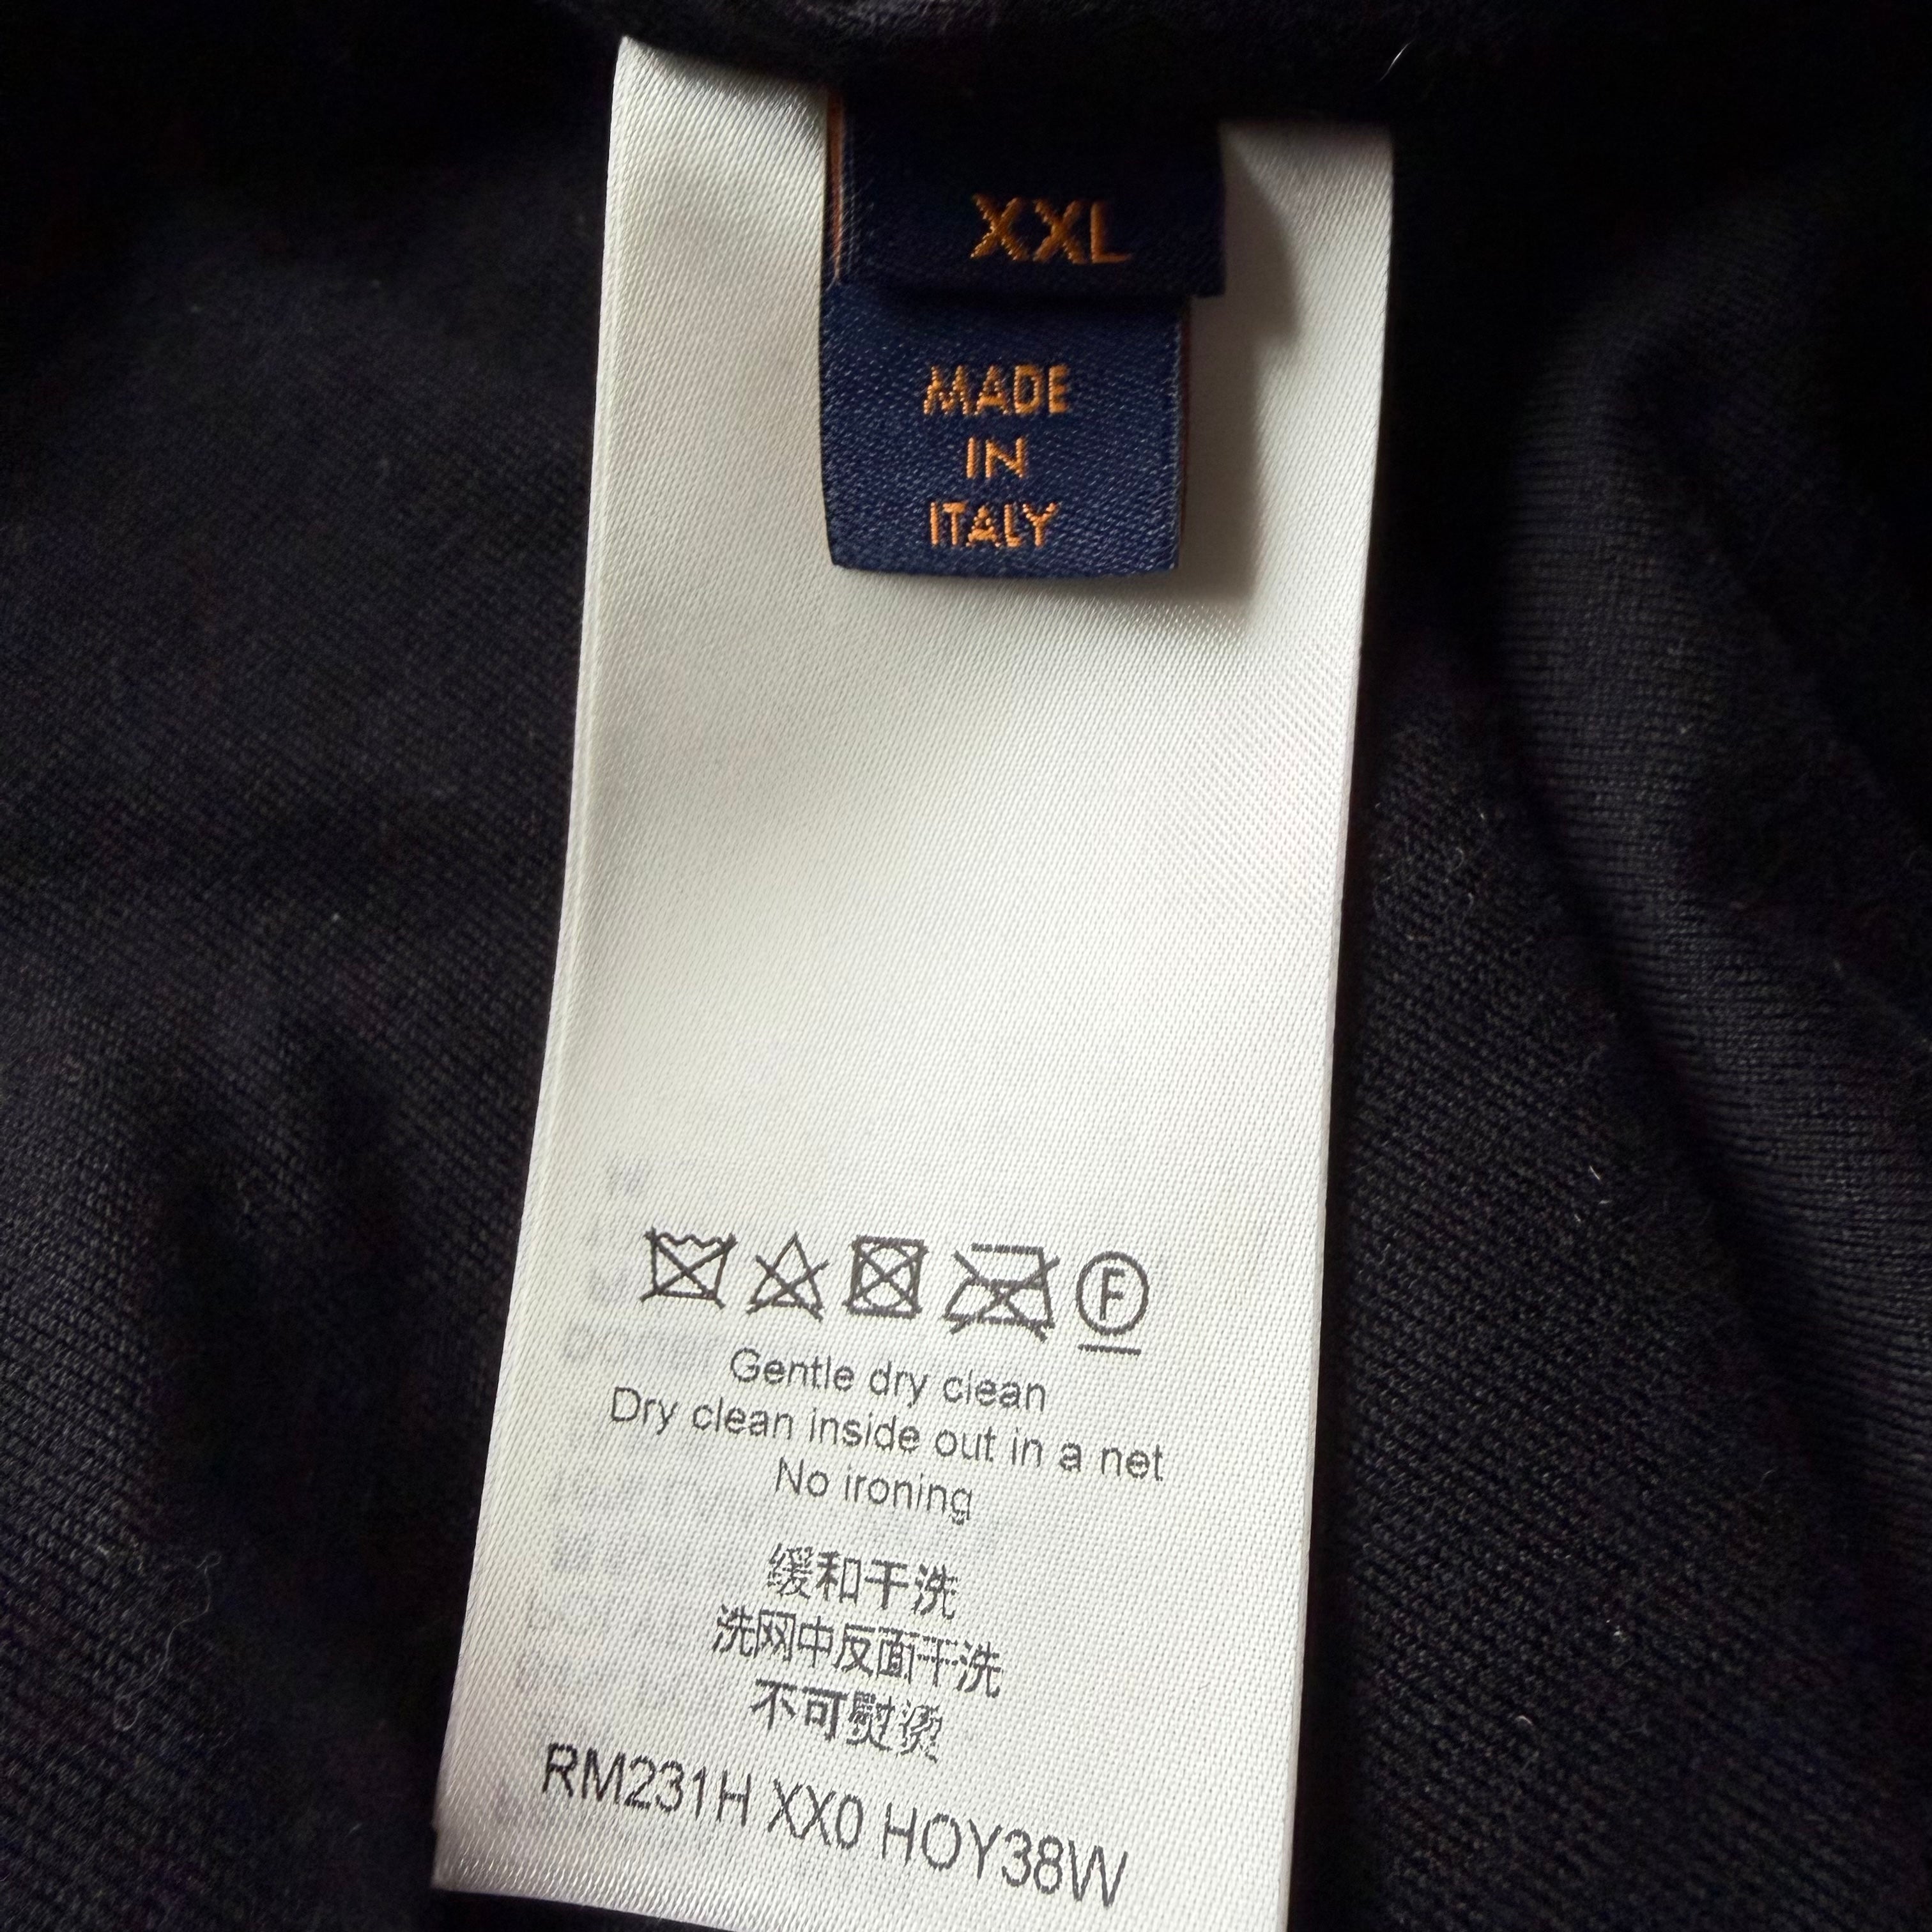 XXL
MADE
IN
ITALY
F
Gentle dry clean
Dry clean inside out in a net
No ironing
缓和干洗
洗网中反面干洗
不可熨烫
RM231H XX0 HOY38W